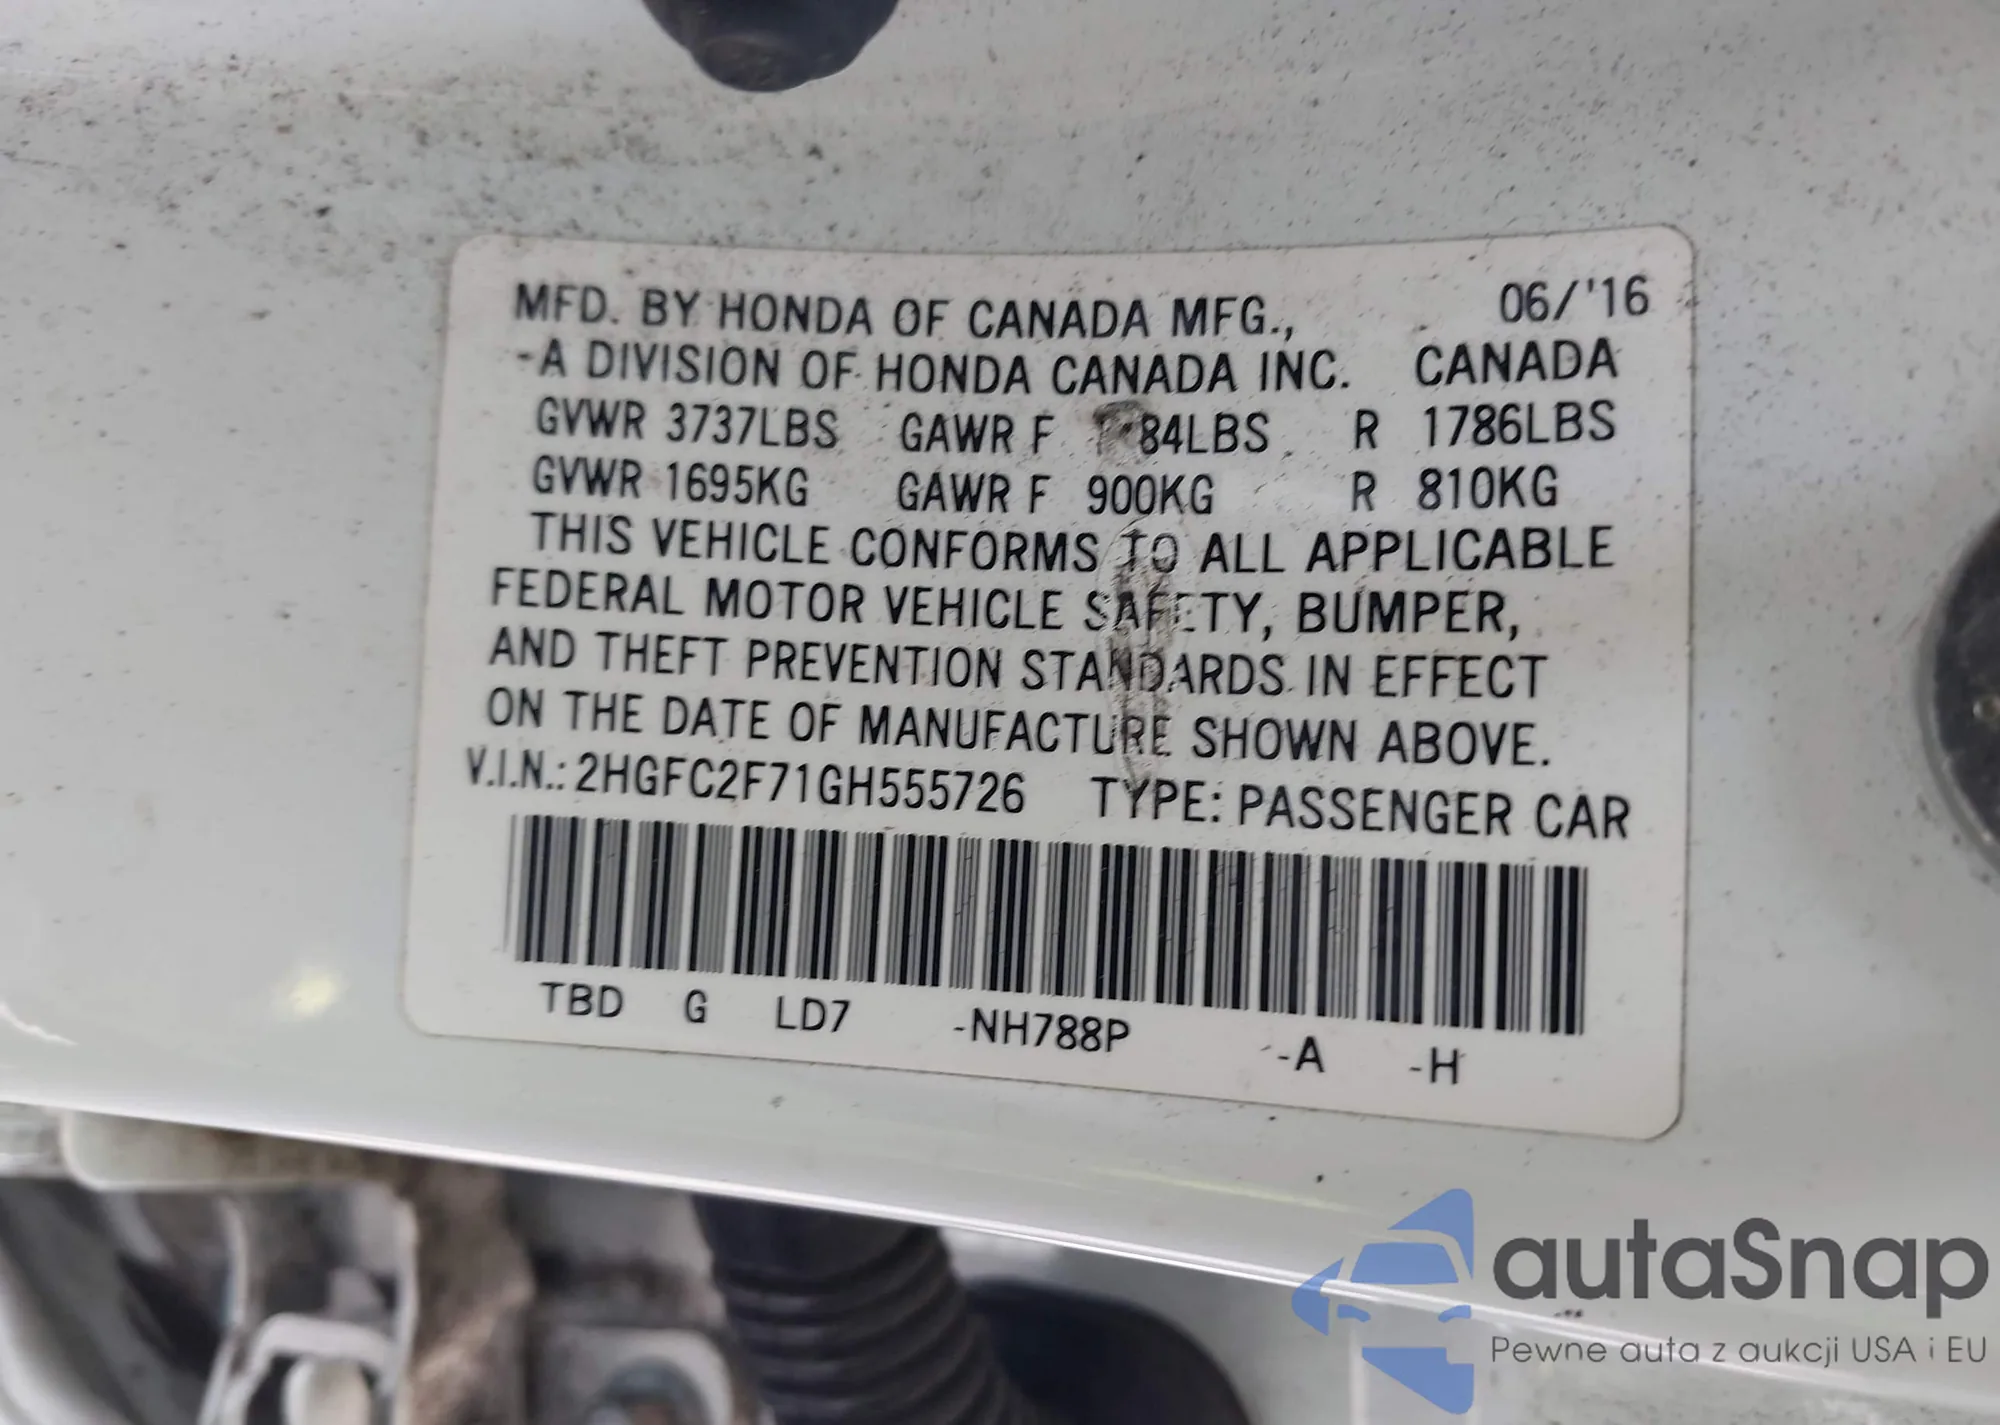 MFD. BY HONDA OF CANADA MFG., 06/'16
-A DIVISION OF HONDA CANADA INC. CANADA
GVWR 3737LBS GAWR F 84LBS R 1786LBS
GVWR 1695KG GAWR F 900KG R 810KG
THIS VEHICLE CONFORMS TO ALL APPLICABLE
FEDERAL MOTOR VEHICLE SAFETY, BUMPER,
AND THEFT PREVENTION STANDARDS IN EFFECT
ON THE DATE OF MANUFACTURE SHOWN ABOVE.
V.I.N.: 2HGFC2F71GH555726 TYPE: PASSENGER CAR
TBD G LD7 -NH788P -A -H
autaSnap
Pewne auta z aukcji USA i EU